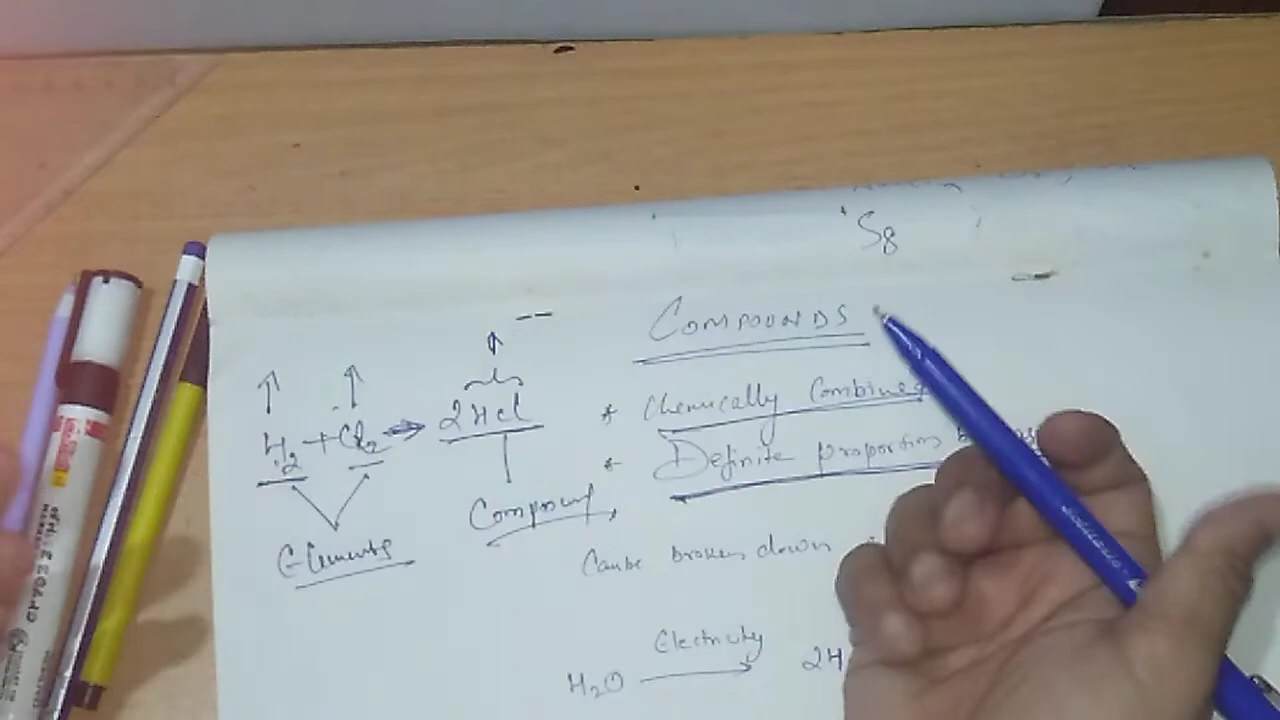 S8
COMPOUNDS
* Chemically Combined
* Definite proportion
H2 + Cl2 → 2HCl
Elements
Compound
Can be broken down
Electricity
H2O → 2H